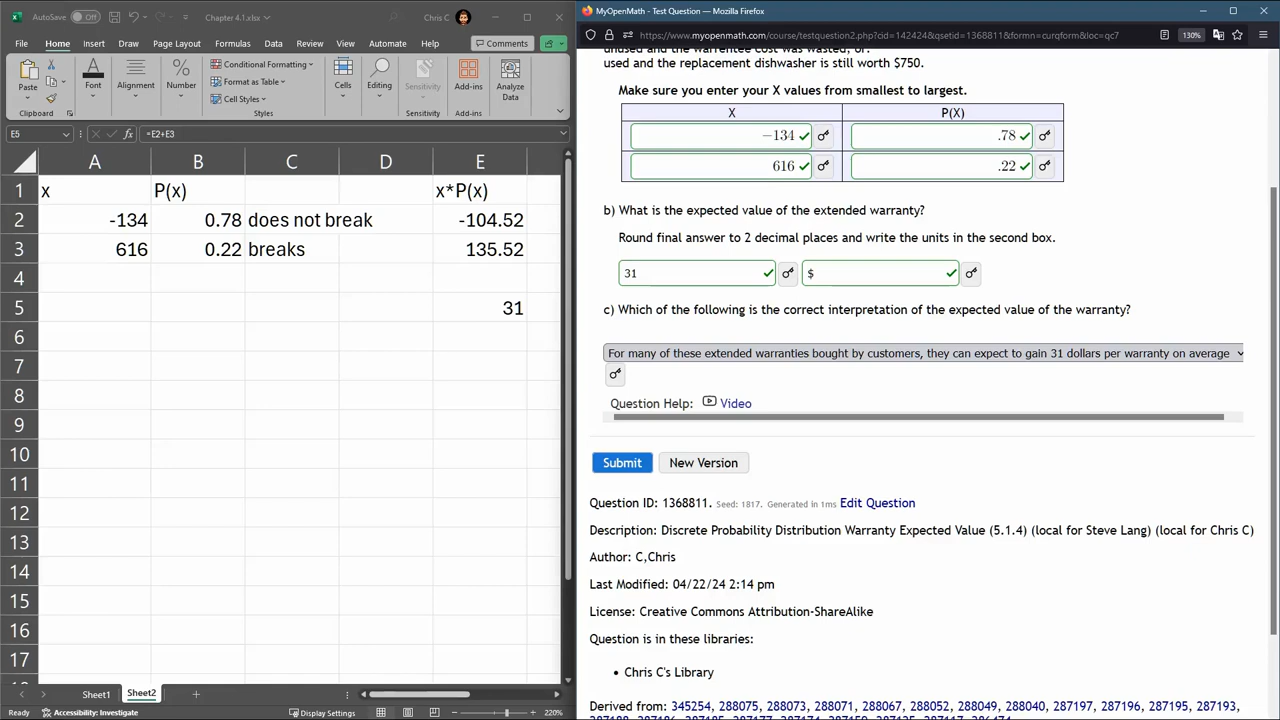 AutoSave Off Chapter 4.1.xlsx Chris C
File Home Insert Draw Page Layout Formulas Data Review View Automate Help Comments
Paste Font Alignment Number Conditional Formatting Format as Table Cell Styles Cells Editing Sensitivity Add-ins Analyze Data
Clipboard Styles Sensitivity Add-ins
E5 fx =E2+E3
A B C D E
1 x P(x) x*P(x)
2 -134 0.78 does not break -104.52
3 616 0.22 breaks 135.52
4
5 31
6
7
8
9
10
11
12
13
14
15
16
17
Sheet1 Sheet2 +
Ready Accessibility: Investigate Display Settings 220%
MyOpenMath - Test Question — Mozilla Firefox
https://www.myopenmath.com/course/testquestion2.php?cid=142424&qsetid=1368811&formn=curqform&loc=qc7 130%
unused and the warrentee cost was wasted, or.
used and the replacement dishwasher is still worth $750.
Make sure you enter your X values from smallest to largest.
X P(X)
−134 .78
616 .22
b) What is the expected value of the extended warranty?
Round final answer to 2 decimal places and write the units in the second box.
31 $
c) Which of the following is the correct interpretation of the expected value of the warranty?
For many of these extended warranties bought by customers, they can expect to gain 31 dollars per warranty on average
Question Help: Video
Submit New Version
Question ID: 1368811. Seed: 1817. Generated in 1ms Edit Question
Description: Discrete Probability Distribution Warranty Expected Value (5.1.4) (local for Steve Lang) (local for Chris C)
Author: C,Chris
Last Modified: 04/22/24 2:14 pm
License: Creative Commons Attribution-ShareAlike
Question is in these libraries:
• Chris C's Library
Derived from: 345254, 288075, 288073, 288071, 288067, 288052, 288049, 288040, 287197, 287196, 287195, 287193,